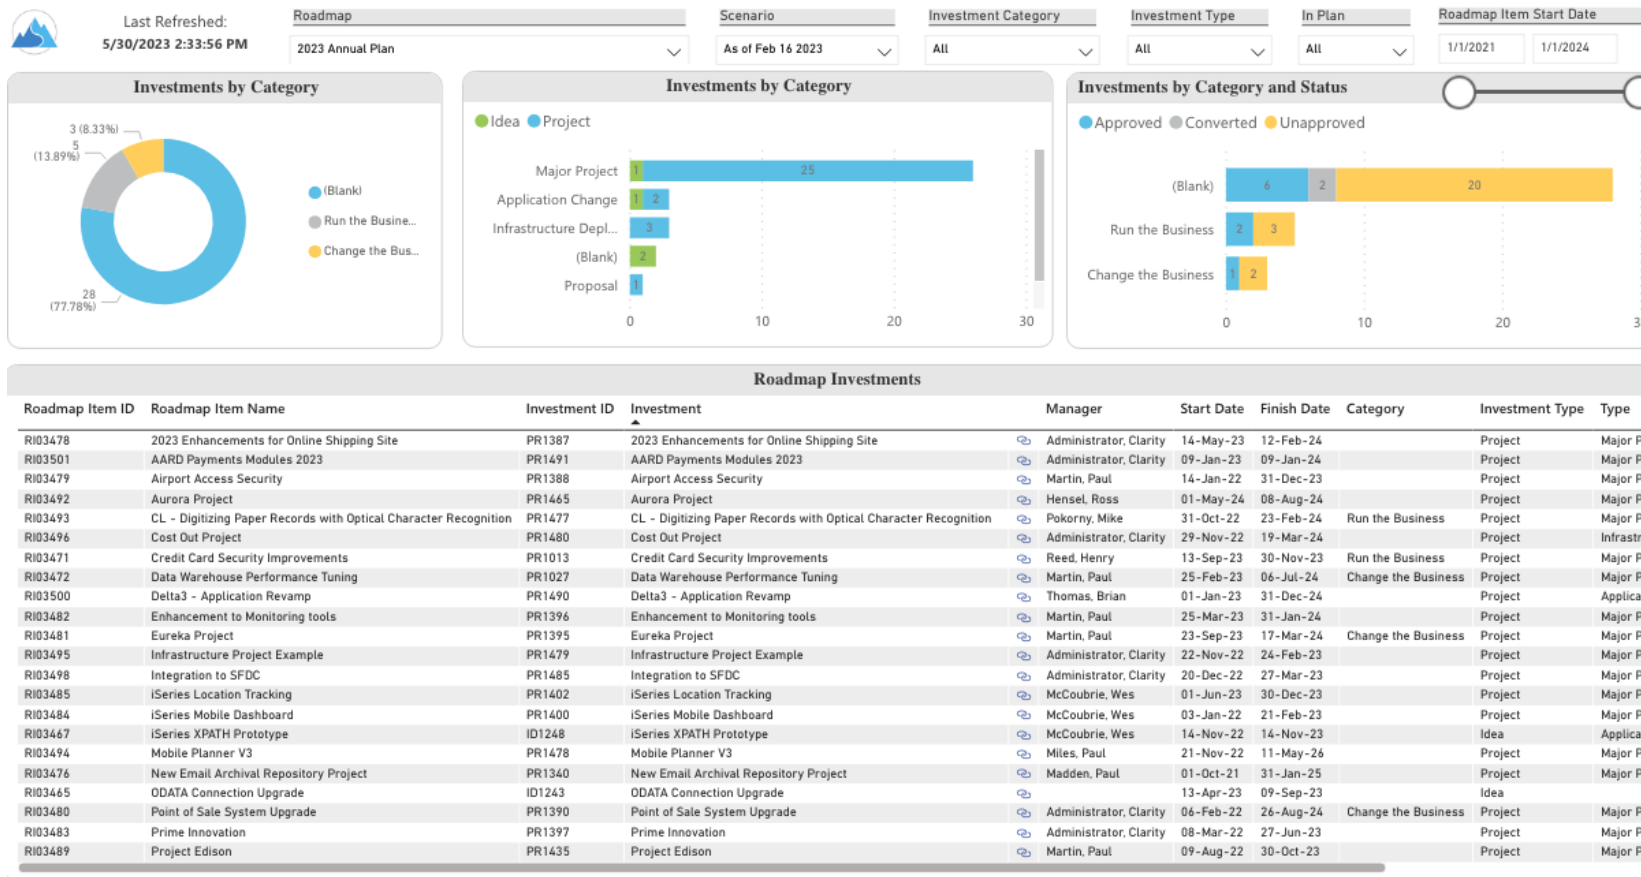 Last Refreshed:
5/30/2023 2:33:56 PM
Roadmap
2023 Annual Plan
Scenario
As of Feb 16 2023
Investment Category
All
Investment Type
All
In Plan
All
Roadmap Item Start Date
1/1/2021 1/1/2024
Investments by Category
3 (8.33%)
5
(13.89%)
28
(77.78%)
(Blank)
Run the Busine...
Change the Bus...
Investments by Category
Idea Project
Major Project 1 25
Application Change 1 2
Infrastructure Depl... 3
(Blank) 2
Proposal 1
0 10 20 30
Investments by Category and Status
Approved Converted Unapproved
(Blank) 6 2 20
Run the Business 2 3
Change the Business 1 2
0 10 20 3
Roadmap Investments
Roadmap Item ID Roadmap Item Name Investment ID Investment Manager Start Date Finish Date Category Investment Type Type
RI03478 2023 Enhancements for Online Shipping Site PR1387 2023 Enhancements for Online Shipping Site Administrator, Clarity 14-May-23 12-Feb-24 Project Major P
RI03501 AARD Payments Modules 2023 PR1491 AARD Payments Modules 2023 Administrator, Clarity 09-Jan-23 09-Jan-24 Project Major P
RI03479 Airport Access Security PR1388 Airport Access Security Martin, Paul 14-Jan-22 31-Dec-23 Project Major P
RI03492 Aurora Project PR1465 Aurora Project Hensel, Ross 01-May-24 08-Aug-24 Project Major P
RI03493 CL - Digitizing Paper Records with Optical Character Recognition PR1477 CL - Digitizing Paper Records with Optical Character Recognition Pokorny, Mike 31-Oct-22 23-Feb-24 Run the Business Project Major P
RI03496 Cost Out Project PR1480 Cost Out Project Administrator, Clarity 29-Nov-22 19-Mar-24 Project Infrastr
RI03471 Credit Card Security Improvements PR1013 Credit Card Security Improvements Reed, Henry 13-Sep-23 30-Nov-23 Run the Business Project Major P
RI03472 Data Warehouse Performance Tuning PR1027 Data Warehouse Performance Tuning Martin, Paul 25-Feb-23 06-Jul-24 Change the Business Project Major P
RI03500 Delta3 - Application Revamp PR1490 Delta3 - Application Revamp Thomas, Brian 01-Jan-23 31-Dec-24 Project Applica
RI03482 Enhancement to Monitoring tools PR1396 Enhancement to Monitoring tools Martin, Paul 25-Mar-23 31-Jan-24 Project Major P
RI03481 Eureka Project PR1395 Eureka Project Martin, Paul 23-Sep-23 17-Mar-24 Change the Business Project Major P
RI03495 Infrastructure Project Example PR1479 Infrastructure Project Example Administrator, Clarity 22-Nov-22 24-Feb-23 Project Major P
RI03498 Integration to SFDC PR1485 Integration to SFDC Administrator, Clarity 20-Dec-22 27-Mar-23 Project Major P
RI03485 iSeries Location Tracking PR1402 iSeries Location Tracking McCoubrie, Wes 01-Jun-23 30-Dec-23 Project Major P
RI03484 iSeries Mobile Dashboard PR1400 iSeries Mobile Dashboard McCoubrie, Wes 03-Jan-22 21-Feb-23 Project Major P
RI03467 iSeries XPATH Prototype ID1248 iSeries XPATH Prototype McCoubrie, Wes 14-Nov-22 14-Nov-23 Idea Applica
RI03494 Mobile Planner V3 PR1478 Mobile Planner V3 Miles, Paul 21-Nov-22 11-May-26 Project Major P
RI03476 New Email Archival Repository Project PR1340 New Email Archival Repository Project Madden, Paul 01-Oct-21 31-Jan-25 Project Major P
RI03465 ODATA Connection Upgrade ID1243 ODATA Connection Upgrade 13-Apr-23 09-Sep-23 Idea
RI03480 Point of Sale System Upgrade PR1390 Point of Sale System Upgrade Administrator, Clarity 06-Feb-22 26-Aug-24 Change the Business Project Major P
RI03483 Prime Innovation PR1397 Prime Innovation Administrator, Clarity 08-Mar-22 27-Jun-23 Project Major P
RI03489 Project Edison PR1435 Project Edison Martin, Paul 09-Aug-22 30-Oct-23 Project Major P